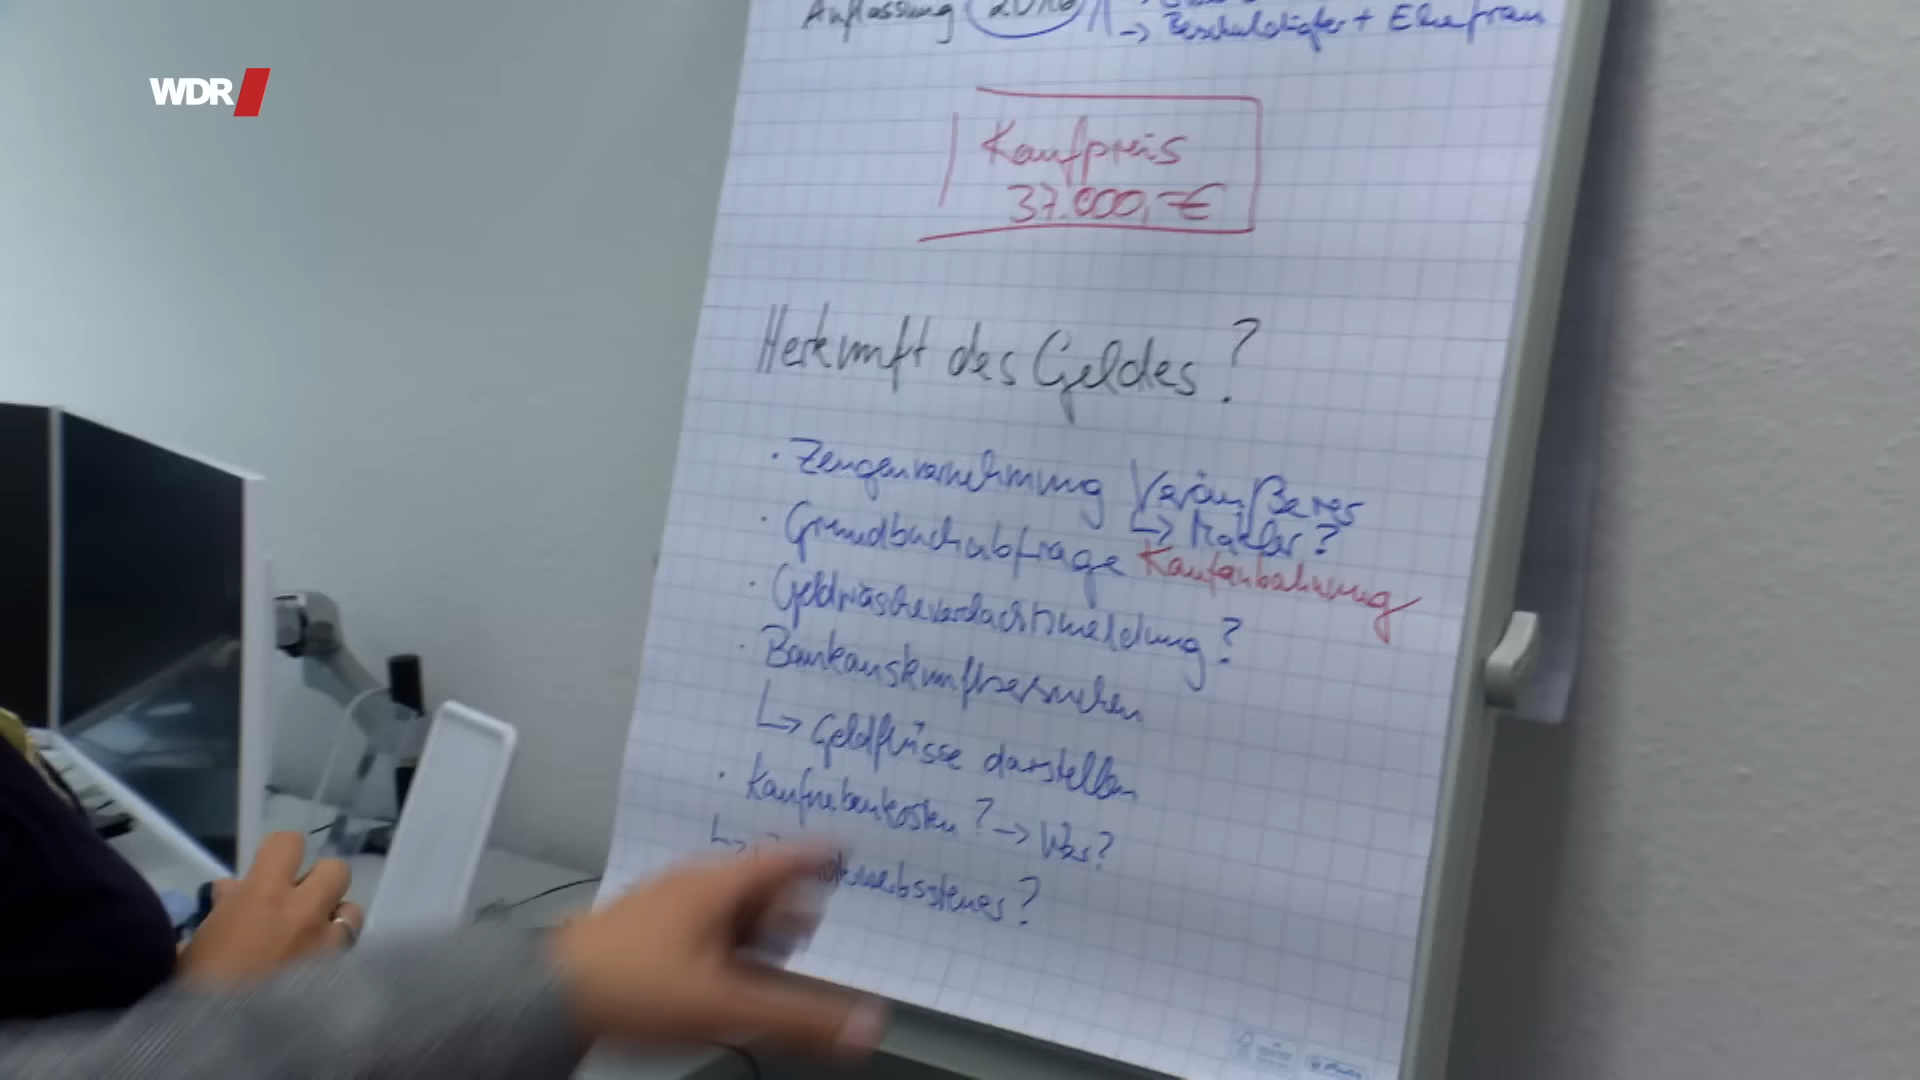 WDR
Auflassung
→ Beschuldigter + Ehefrau
Kaufpreis
37.000,-€
Herkunft des Geldes?
· Zeugenvernehmung Veräußerer
↳ Makler?
· Grundbuchabfrage Kaufanbahnung
· Geldwäscheverdachtsmeldung?
· Bankauskunftsersuchen
↳ Geldflüsse darstellen
· Kaufnebenkosten? → Was?